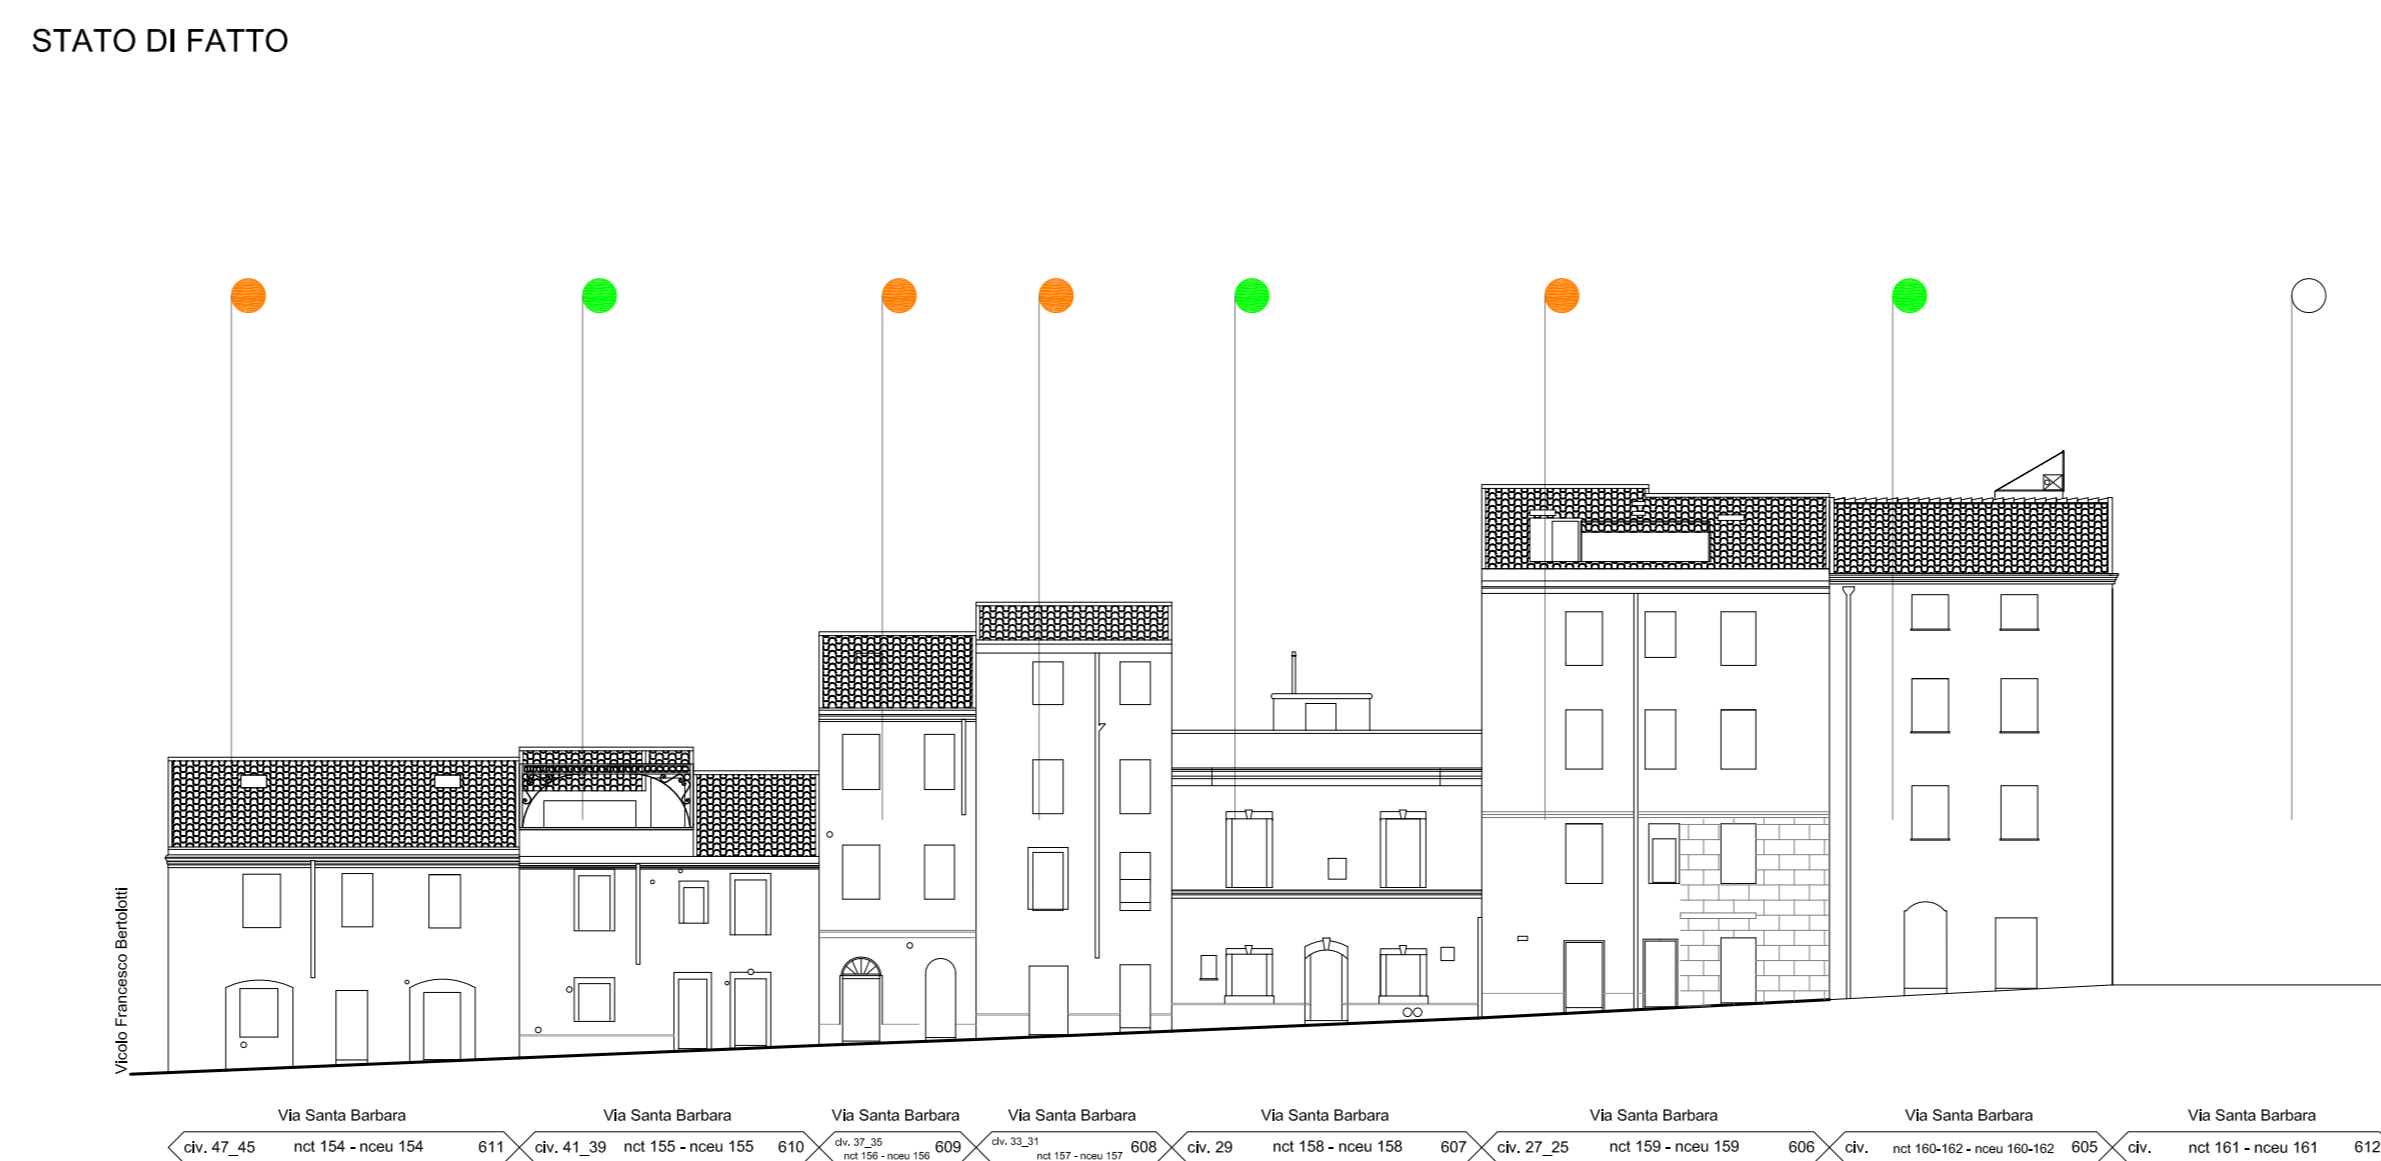 STATO DI FATTO
Vicolo Francesco Bertolotti
Via Santa Barbara
civ. 47_45 nct 154 - nceu 154 611
Via Santa Barbara
civ. 41_39 nct 155 - nceu 155 610
Via Santa Barbara
civ. 37_35
nct 156 - nceu 156 609
Via Santa Barbara
civ. 33_31
nct 157 - nceu 157 608
Via Santa Barbara
civ. 29 nct 158 - nceu 158 607
Via Santa Barbara
civ. 27_25 nct 159 - nceu 159 606
Via Santa Barbara
civ. nct 160-162 - nceu 160-162 605
Via Santa Barbara
civ. nct 161 - nceu 161 612